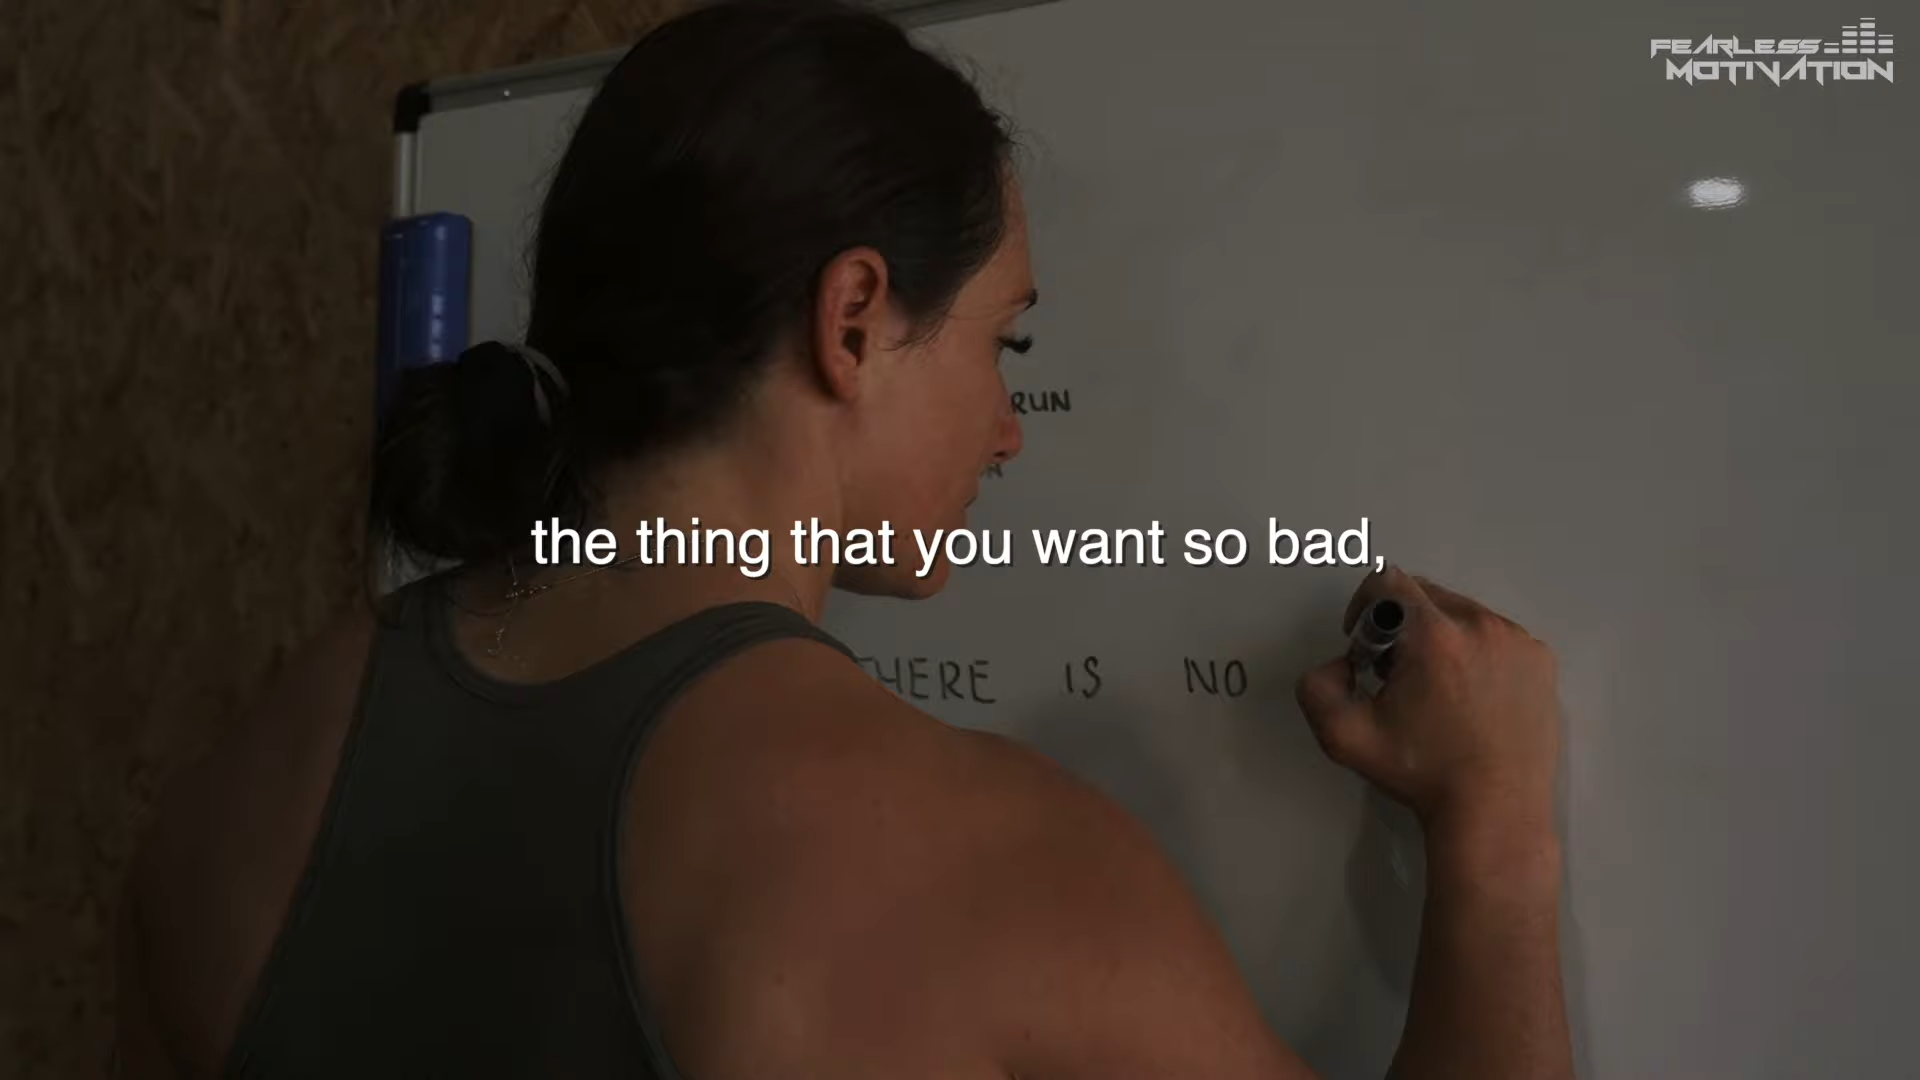 FEARLESS
MOTIVATION
RUN
the thing that you want so bad,
HERE IS NO